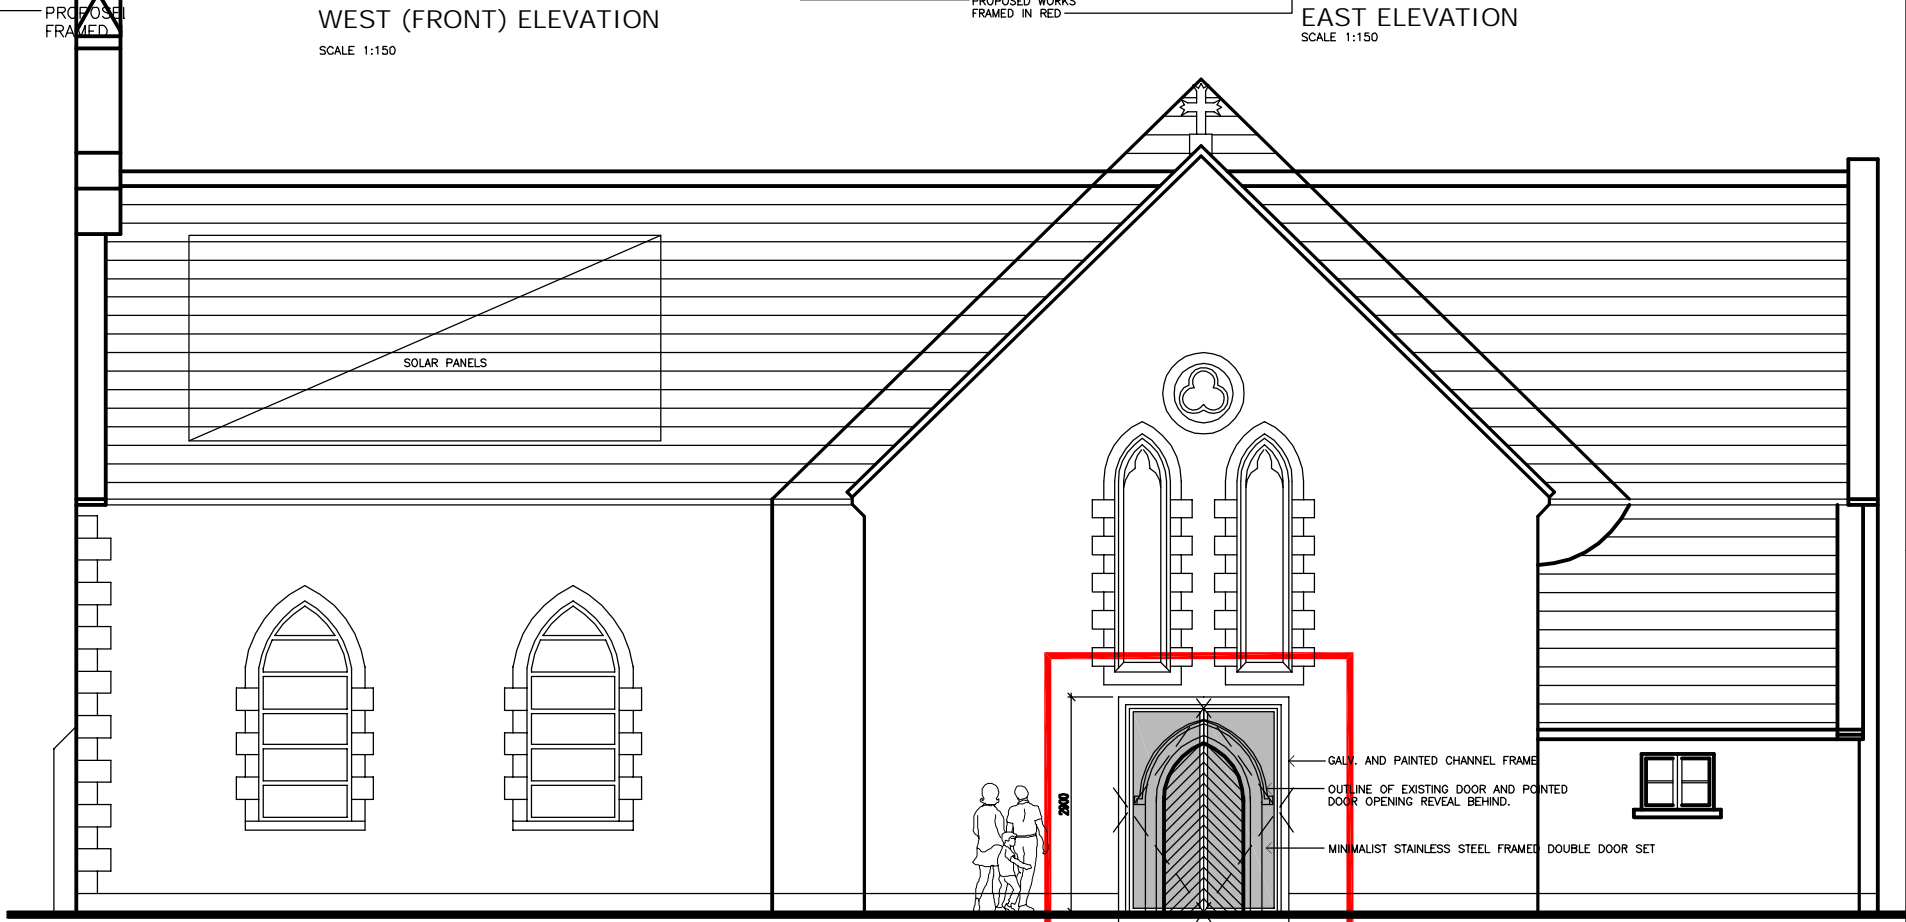 PROPOSE
FRAMED
WEST (FRONT) ELEVATION
SCALE 1:150
PROPOSED WORKS
FRAMED IN RED
EAST ELEVATION
SCALE 1:150
SOLAR PANELS
2900
GALV. AND PAINTED CHANNEL FRAME
OUTLINE OF EXISTING DOOR AND POINTED
DOOR OPENING REVEAL BEHIND.
MINIMALIST STAINLESS STEEL FRAMED DOUBLE DOOR SET